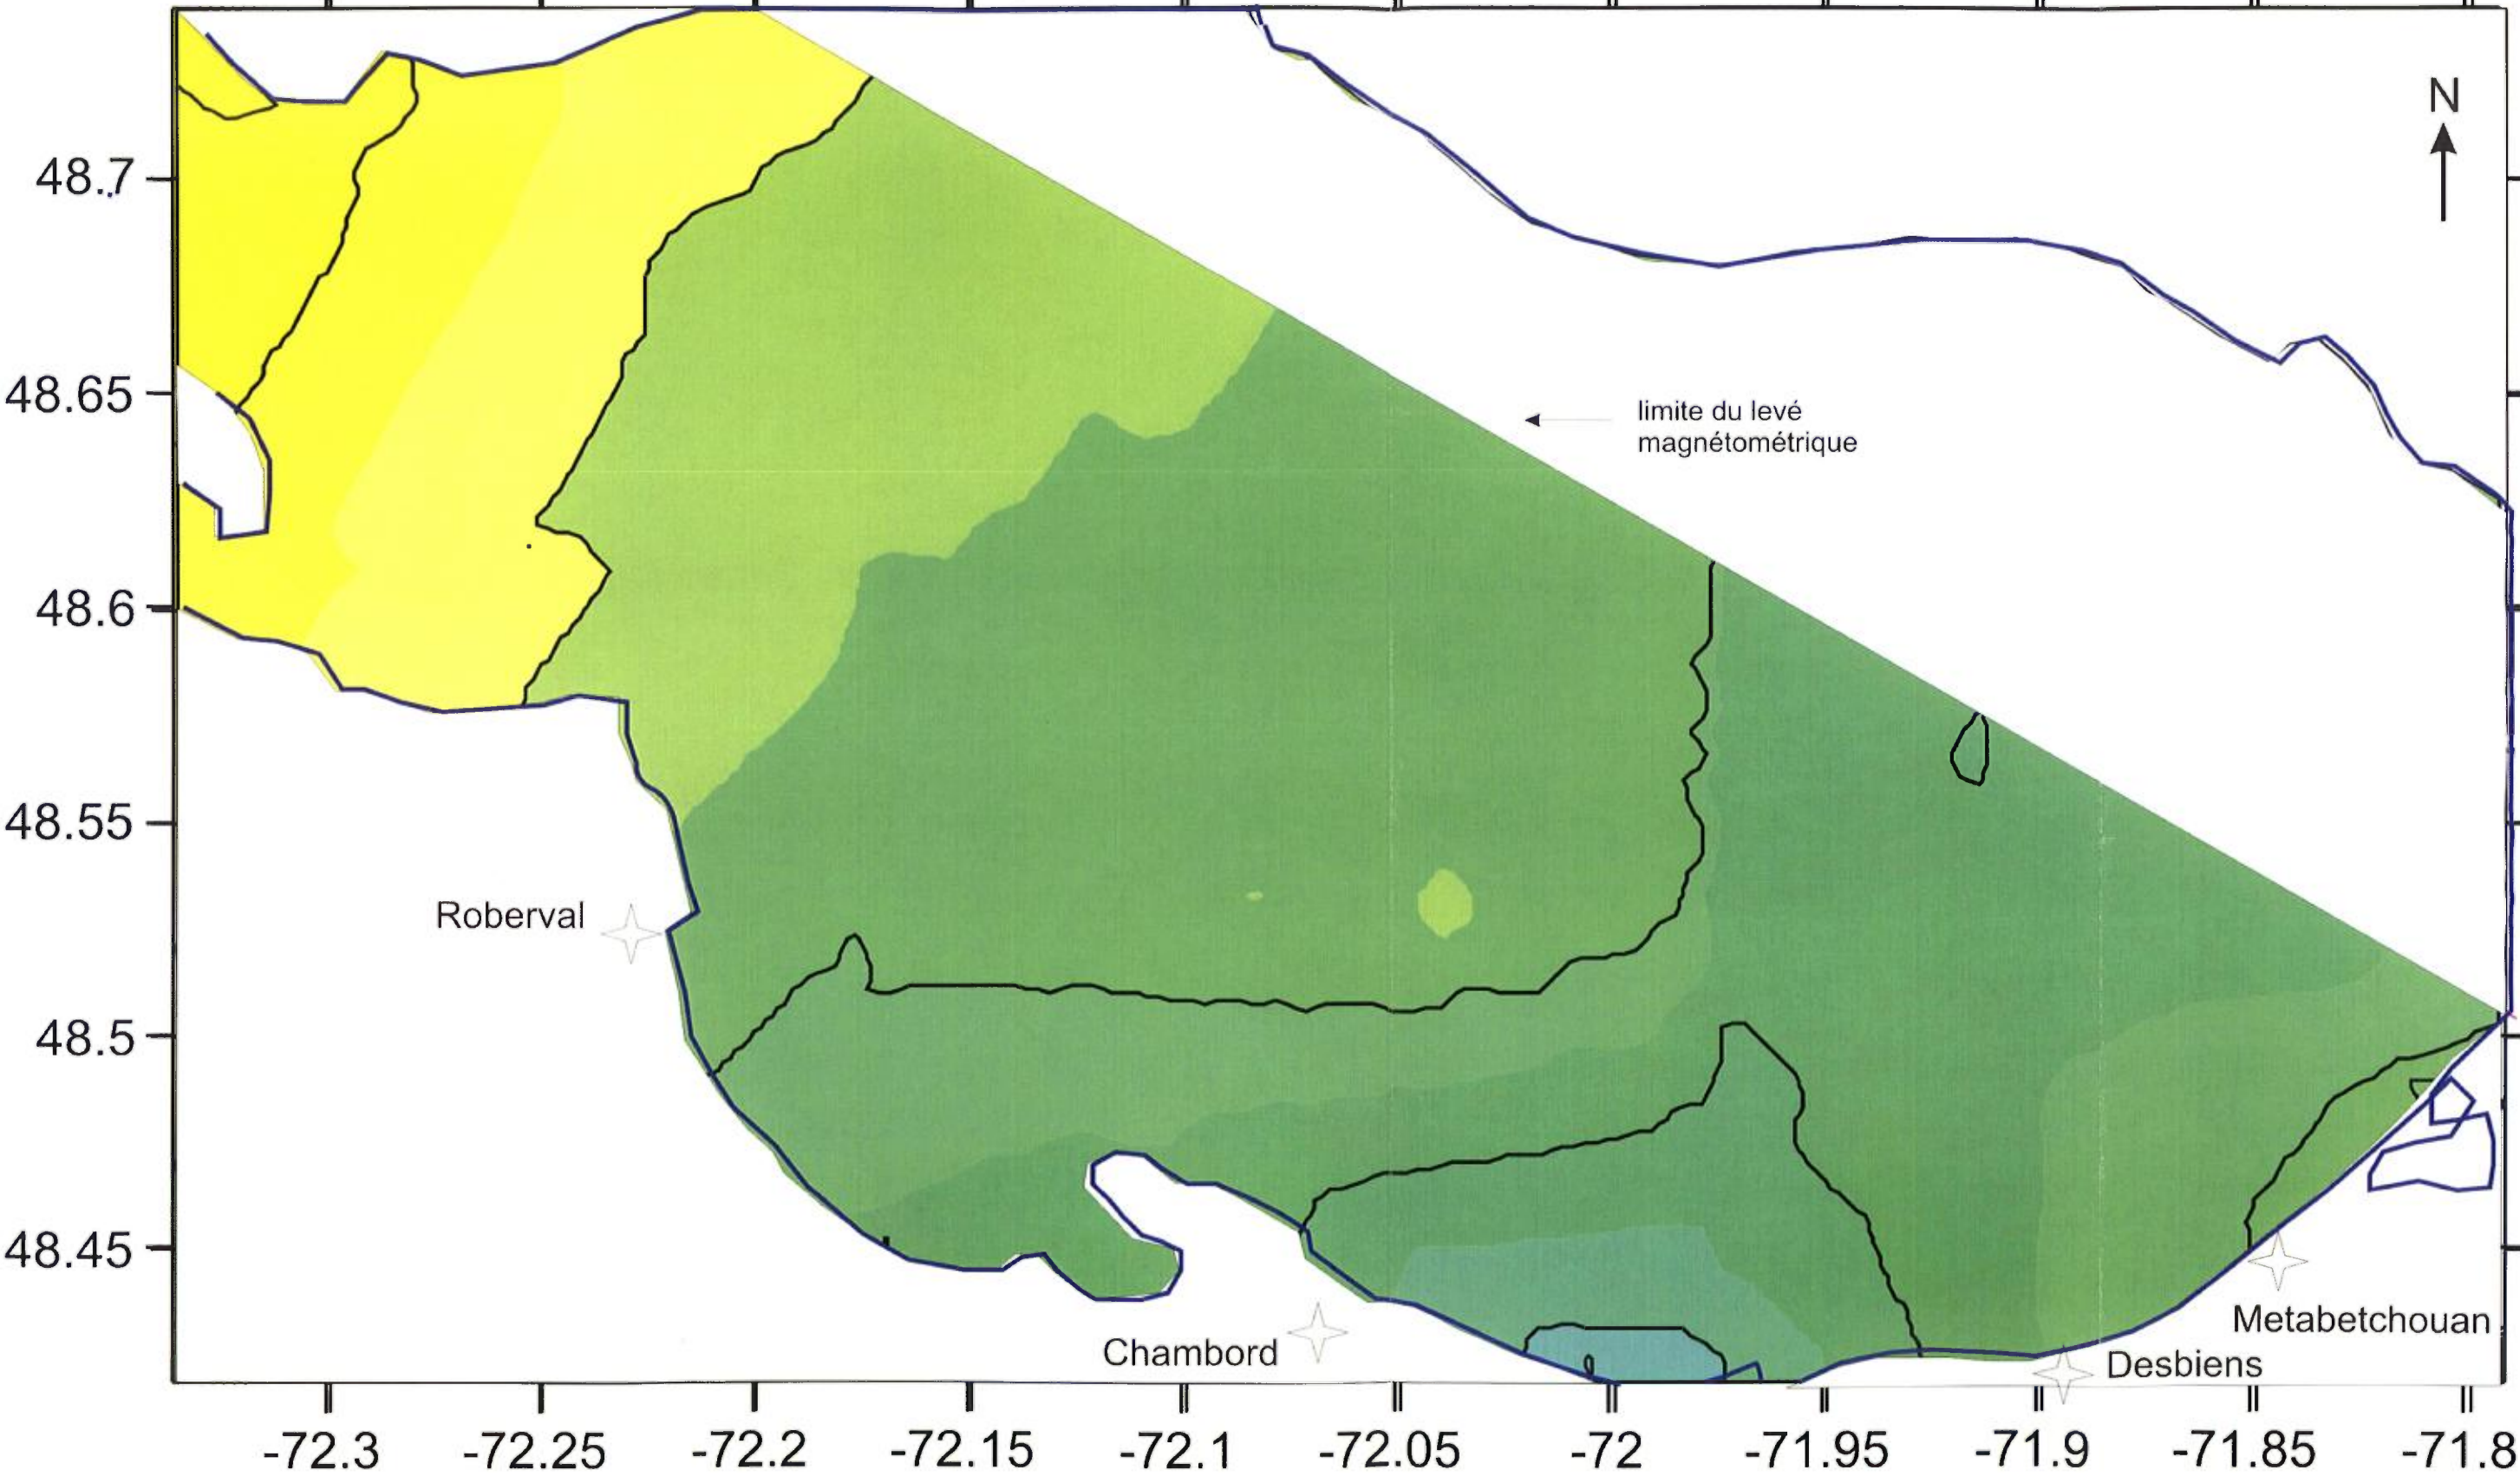 N
48.7
48.65
limite du levé
magnétométrique
48.6
48.55
Roberval
48.5
48.45
Metabetchouan
Chambord
Desbiens
-72.3 -72.25 -72.2 -72.15 -72.1 -72.05 -72 -71.95 -71.9 -71.85 -71.8